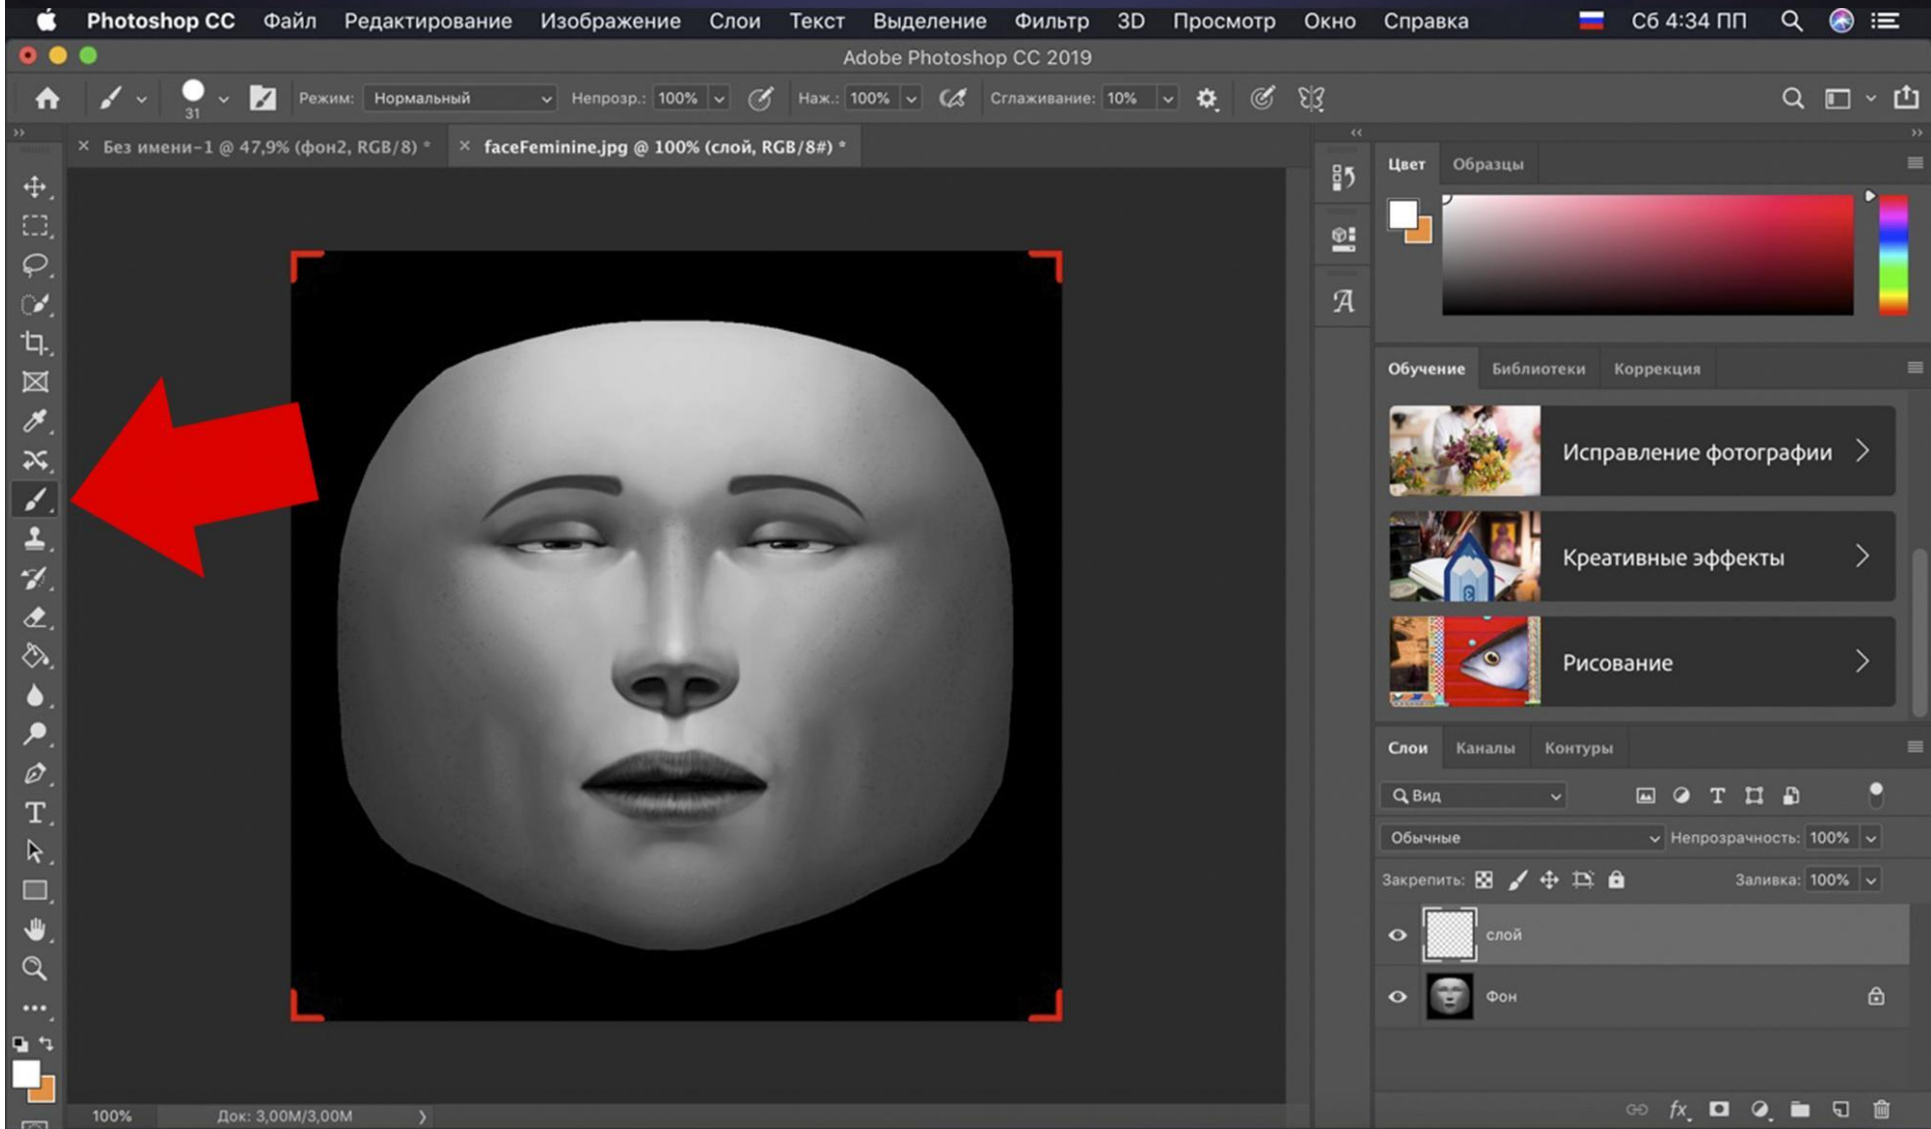 Photoshop CC Файл Редактирование Изображение Слои Текст Выделение Фильтр 3D Просмотр Окно Справка Сб 4:34 ПП
Adobe Photoshop CC 2019
31 Режим: Нормальный Непрозр.: 100% Наж.: 100% Сглаживание: 10%
Без имени-1 @ 47,9% (фон2, RGB/8) * faceFeminine.jpg @ 100% (слой, RGB/8#) *
Цвет Образцы
Обучение Библиотеки Коррекция
Исправление фотографии
Креативные эффекты
Рисование
Слои Каналы Контуры
Вид
Обычные Непрозрачность: 100%
Закрепить: Заливка: 100%
слой
Фон
100% Док: 3,00M/3,00M